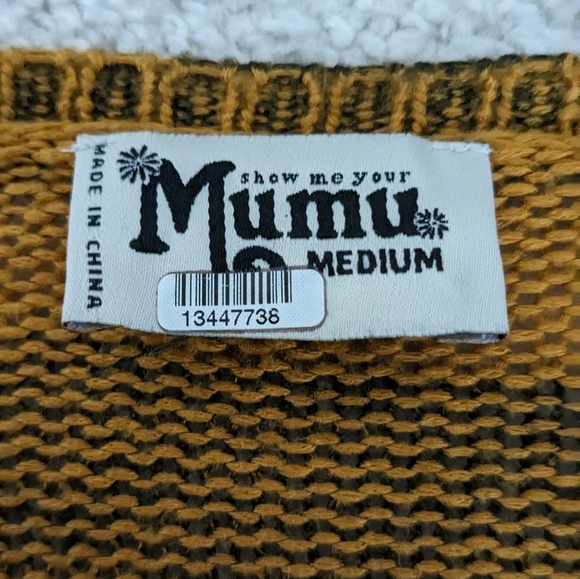 MADE IN CHINA
show me your
Mumu
MEDIUM
13447738